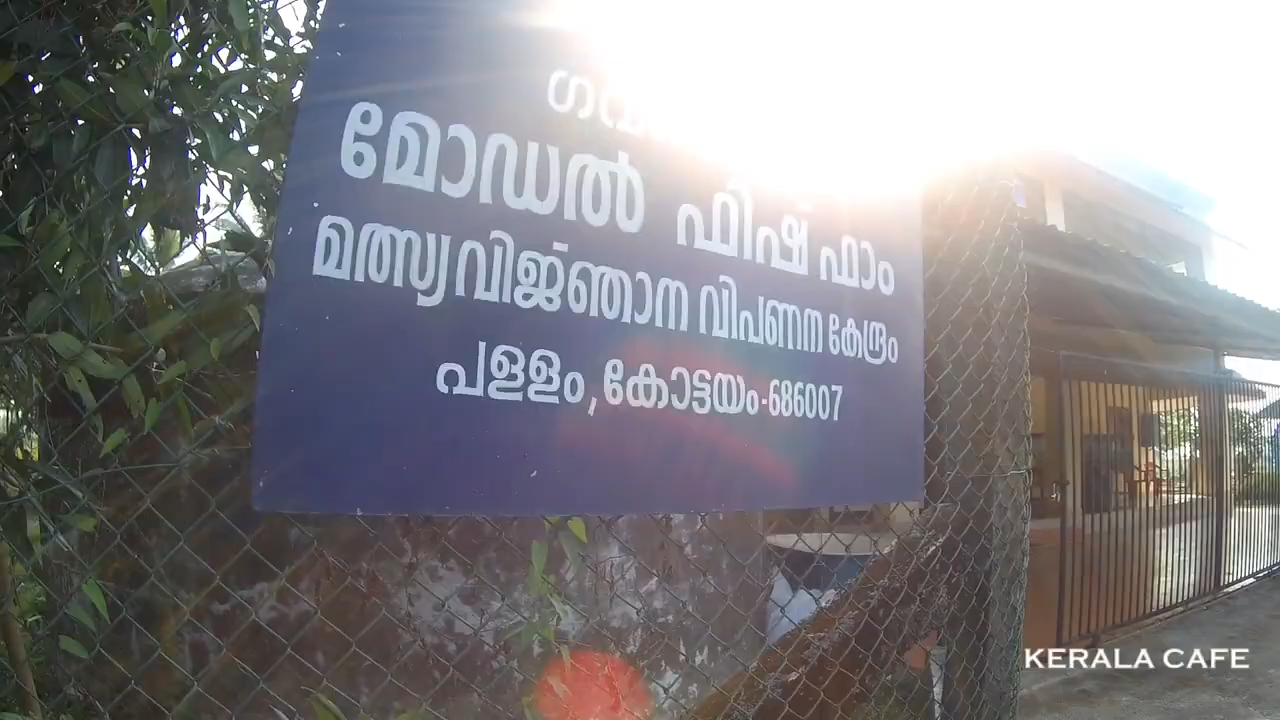 മോഡൽ ഫിഷ് ഫാം
മത്സ്യവിജ്ഞാന വിപണന കേന്ദ്രം
പള്ളം, കോട്ടയം-686007
KERALA CAFE